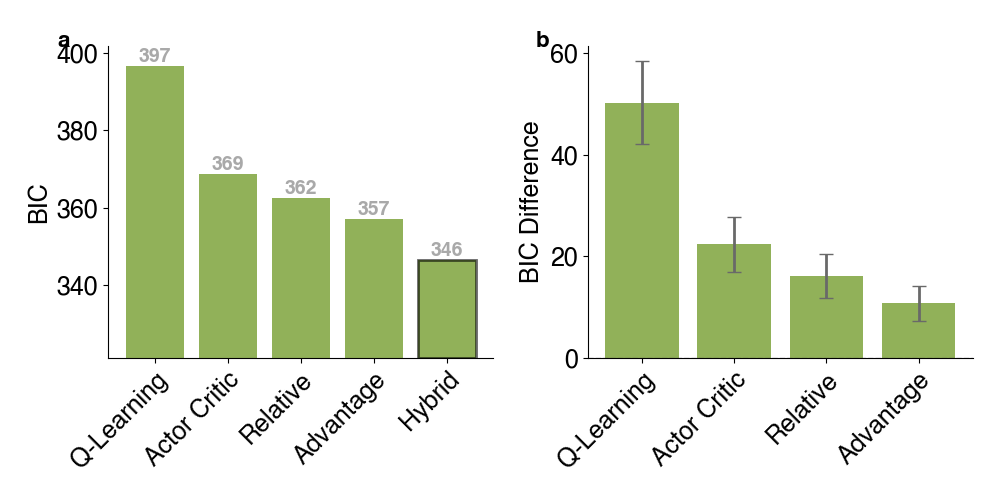 a
BIC
400
380
360
340
397
369
362
357
346
Q-Learning
Actor Critic
Relative
Advantage
Hybrid
b
BIC Difference
60
40
20
0
Q-Learning
Actor Critic
Relative
Advantage